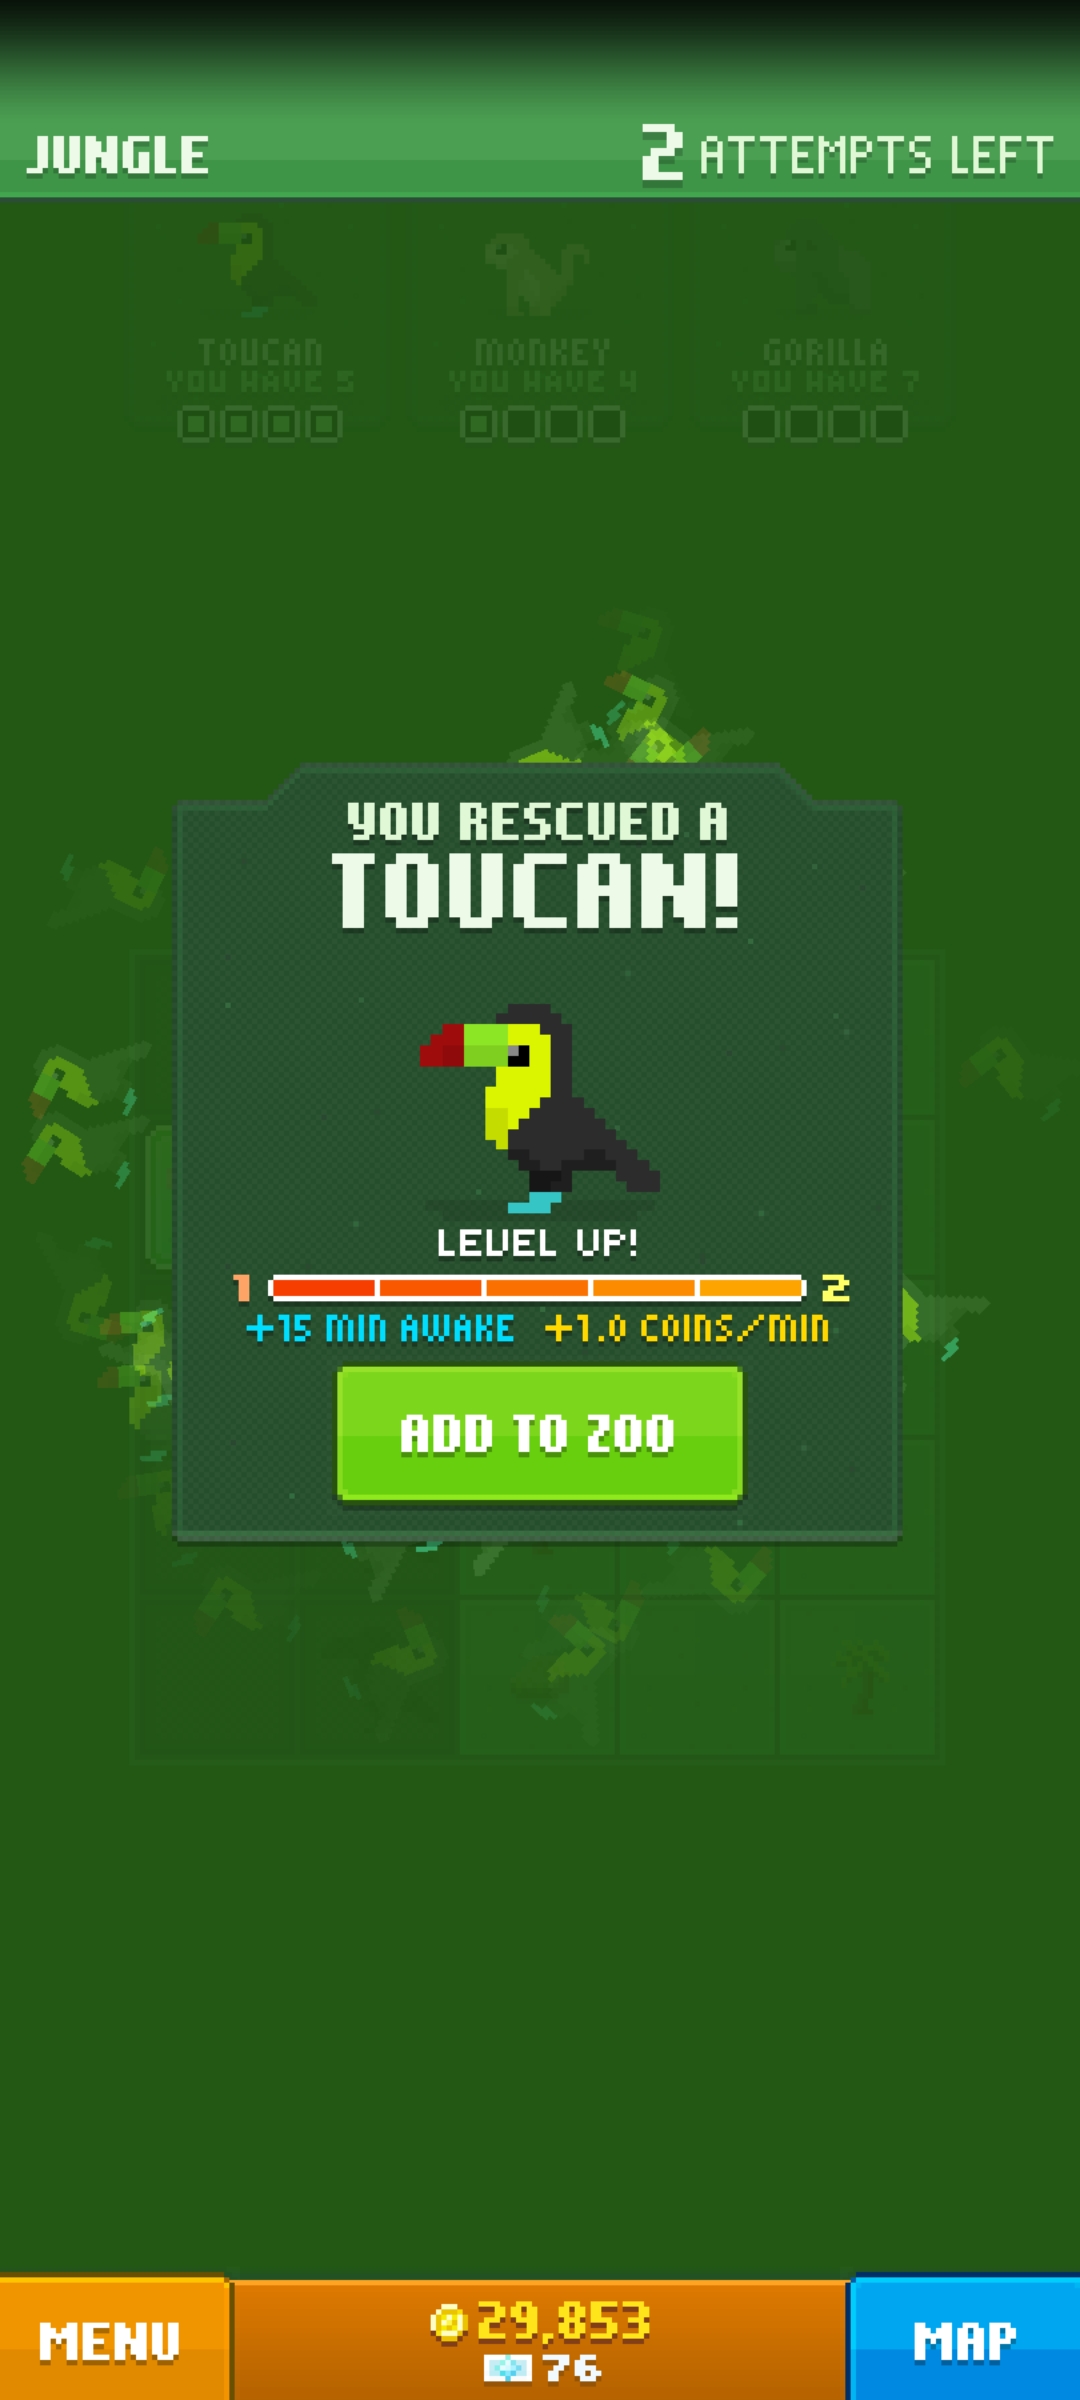 JUNGLE
2 ATTEMPTS LEFT
TOUCAN
YOU HAVE 5
MONKEY
YOU HAVE 4
GORILLA
YOU HAVE 7
YOU RESCUED A
TOUCAN!
LEVEL UP!
1 2
+15 MIN AWAKE +1.0 COINS/MIN
ADD TO ZOO
MENU
29,853
76
MAP